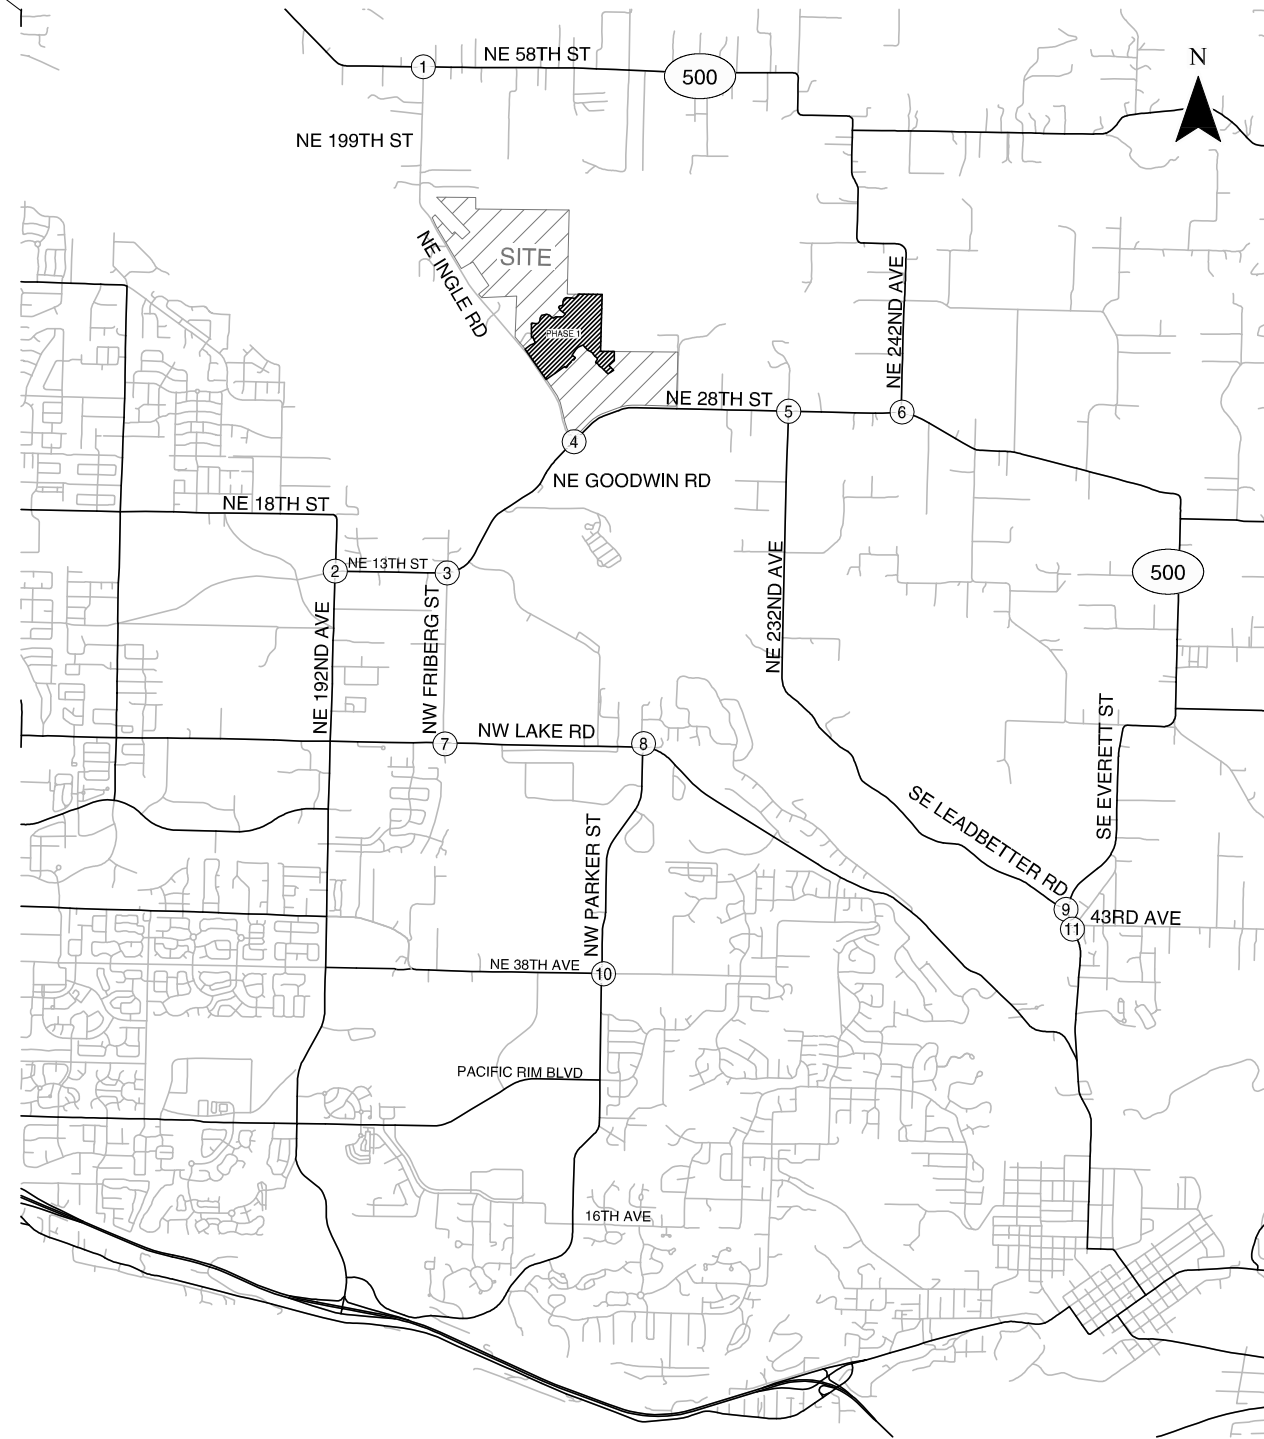 NE 58TH ST
1
500
N
NE 199TH ST
NE INGLE RD
SITE
NE 242ND AVE
PHASE 1
NE 28TH ST
5
6
4
NE GOODWIN RD
NE 18TH ST
2
NE 13TH ST
3
500
NE 192ND AVE
NW FRIBERG ST
NE 232ND AVE
7
NW LAKE RD
8
SE EVERETT ST
SE LEADBETTER RD
NW PARKER ST
9
11
43RD AVE
NE 38TH AVE
10
PACIFIC RIM BLVD
16TH AVE